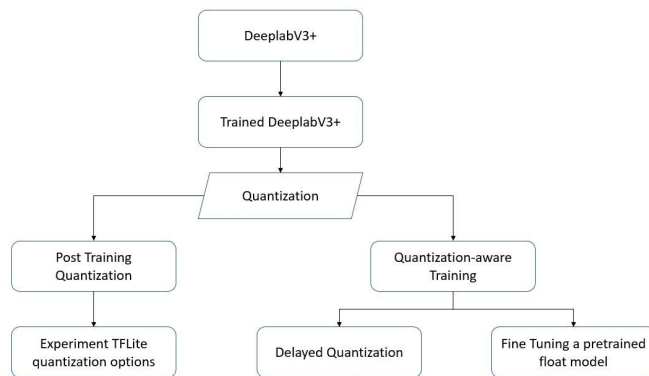 DeeplabV3+
Trained DeeplabV3+
Quantization
Post Training
Quantization
Quantization-aware
Training
Experiment TFLite
quantization options
Delayed Quantization
Fine Tuning a pretrained
float model